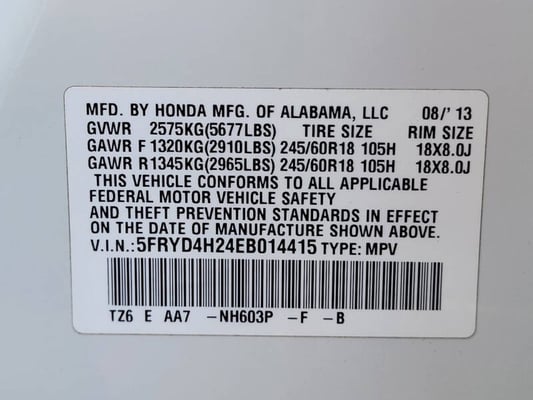 MFD. BY HONDA MFG. OF ALABAMA, LLC 08/' 13
GVWR 2575KG(5677LBS) TIRE SIZE RIM SIZE
GAWR F 1320KG(2910LBS) 245/60R18 105H 18X8.0J
GAWR R1345KG(2965LBS) 245/60R18 105H 18X8.0J
THIS VEHICLE CONFORMS TO ALL APPLICABLE
FEDERAL MOTOR VEHICLE SAFETY
AND THEFT PREVENTION STANDARDS IN EFFECT
ON THE DATE OF MANUFACTURE SHOWN ABOVE.
V.I.N.:5FRYD4H24EB014415 TYPE: MPV
TZ6 E AA7 -NH603P -F -B